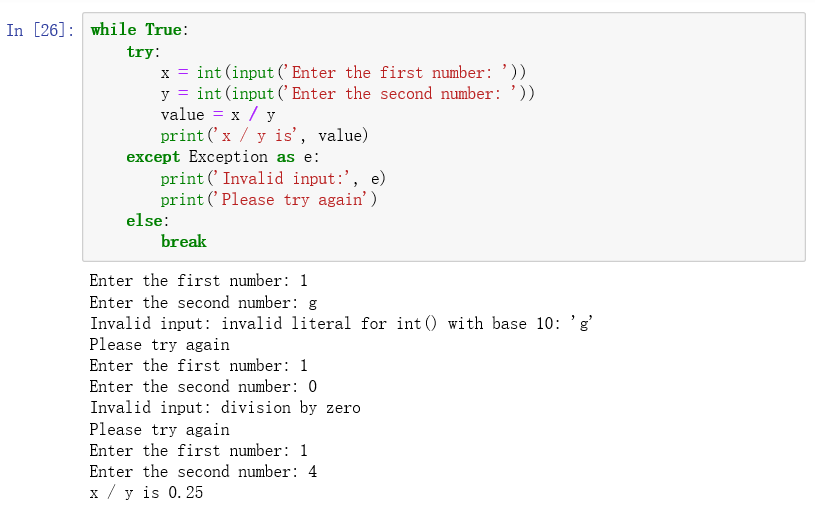 In [26]: while True:
    try:
        x = int(input('Enter the first number: '))
        y = int(input('Enter the second number: '))
        value = x / y
        print('x / y is', value)
    except Exception as e:
        print('Invalid input:', e)
        print('Please try again')
    else:
        break
Enter the first number: 1
Enter the second number: g
Invalid input: invalid literal for int() with base 10: 'g'
Please try again
Enter the first number: 1
Enter the second number: 0
Invalid input: division by zero
Please try again
Enter the first number: 1
Enter the second number: 4
x / y is 0.25